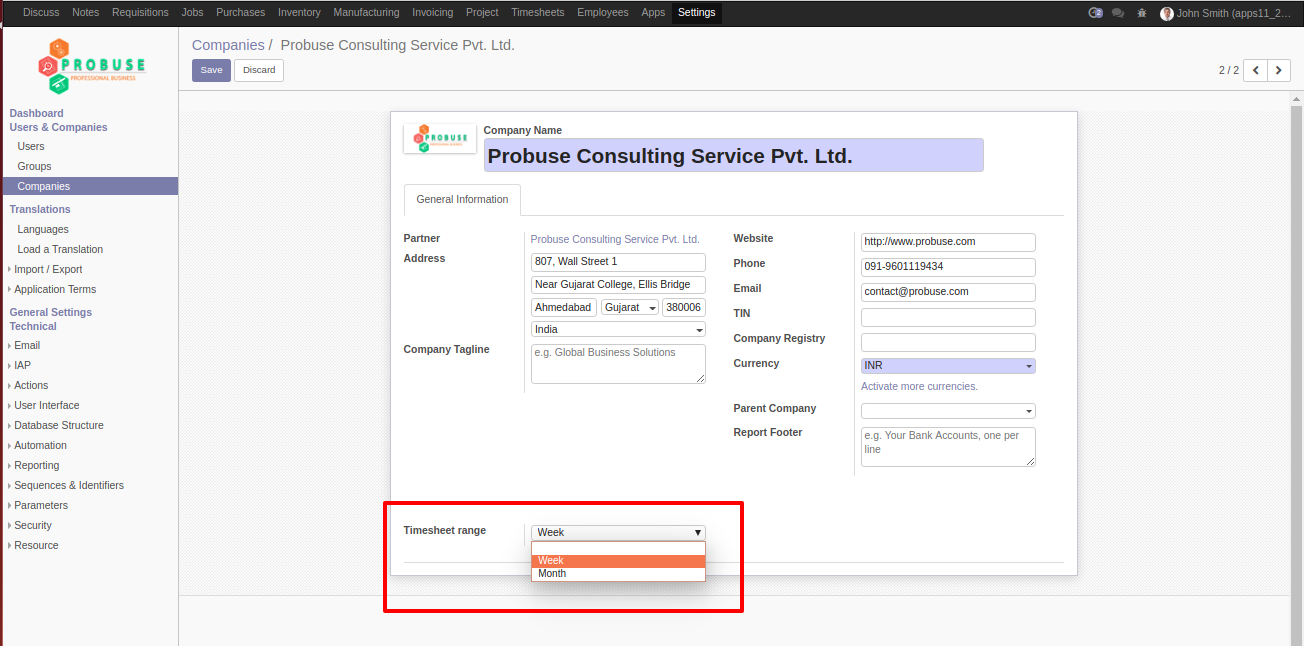 Discuss Notes Requisitions Jobs Purchases Inventory Manufacturing Invoicing Project Timesheets Employees Apps Settings 2 John Smith (apps11_2...
PROBUSE
PROFESSIONAL BUSINESS
Dashboard
Users & Companies
Users
Groups
Companies
Translations
Languages
Load a Translation
Import / Export
Application Terms
General Settings
Technical
Email
IAP
Actions
User Interface
Database Structure
Automation
Reporting
Sequences & Identifiers
Parameters
Security
Resource
Companies / Probuse Consulting Service Pvt. Ltd.
Save Discard
2 / 2
PROBUSE
PROFESSIONAL BUSINESS
Company Name
Probuse Consulting Service Pvt. Ltd.
General Information
Partner Probuse Consulting Service Pvt. Ltd.
Address 807, Wall Street 1
Near Gujarat College, Ellis Bridge
Ahmedabad Gujarat 380006
India
Company Tagline e.g. Global Business Solutions
Website http://www.probuse.com
Phone 091-9601119434
Email contact@probuse.com
TIN
Company Registry
Currency INR
Activate more currencies.
Parent Company
Report Footer e.g. Your Bank Accounts, one per
line
Timesheet range Week
Week
Month